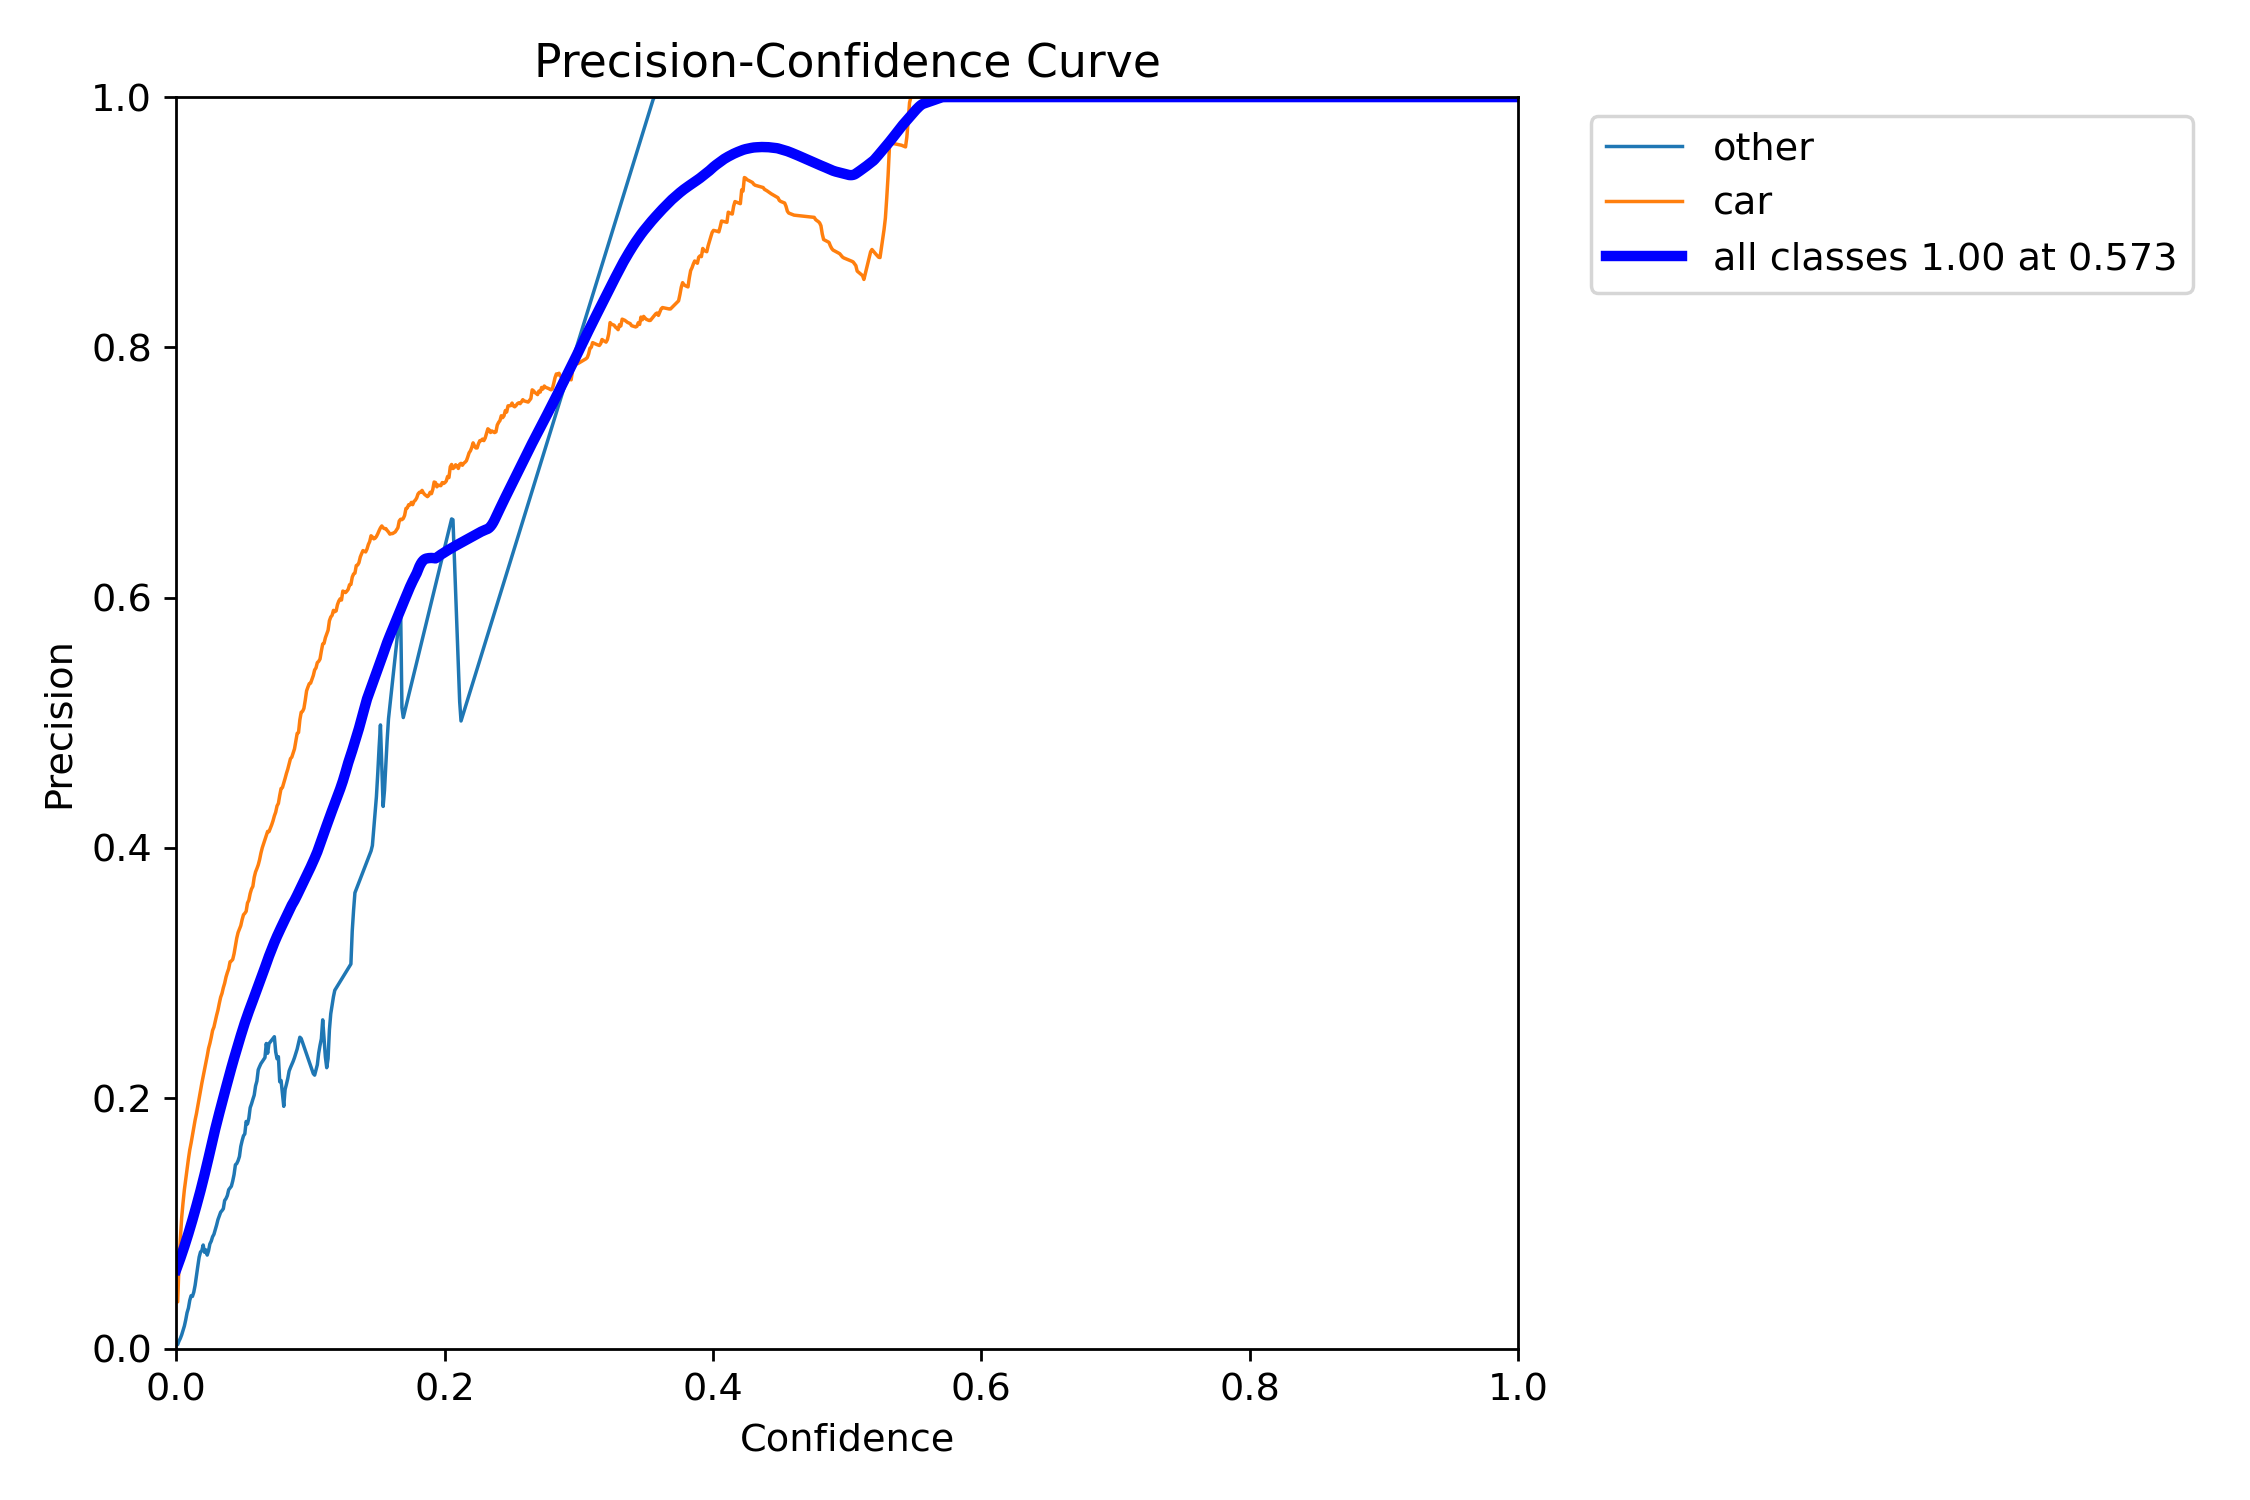 Precision-Confidence Curve
1.0
0.8
0.6
0.4
0.2
0.0
Precision
0.0 0.2 0.4 0.6 0.8 1.0
Confidence
other
car
all classes 1.00 at 0.573